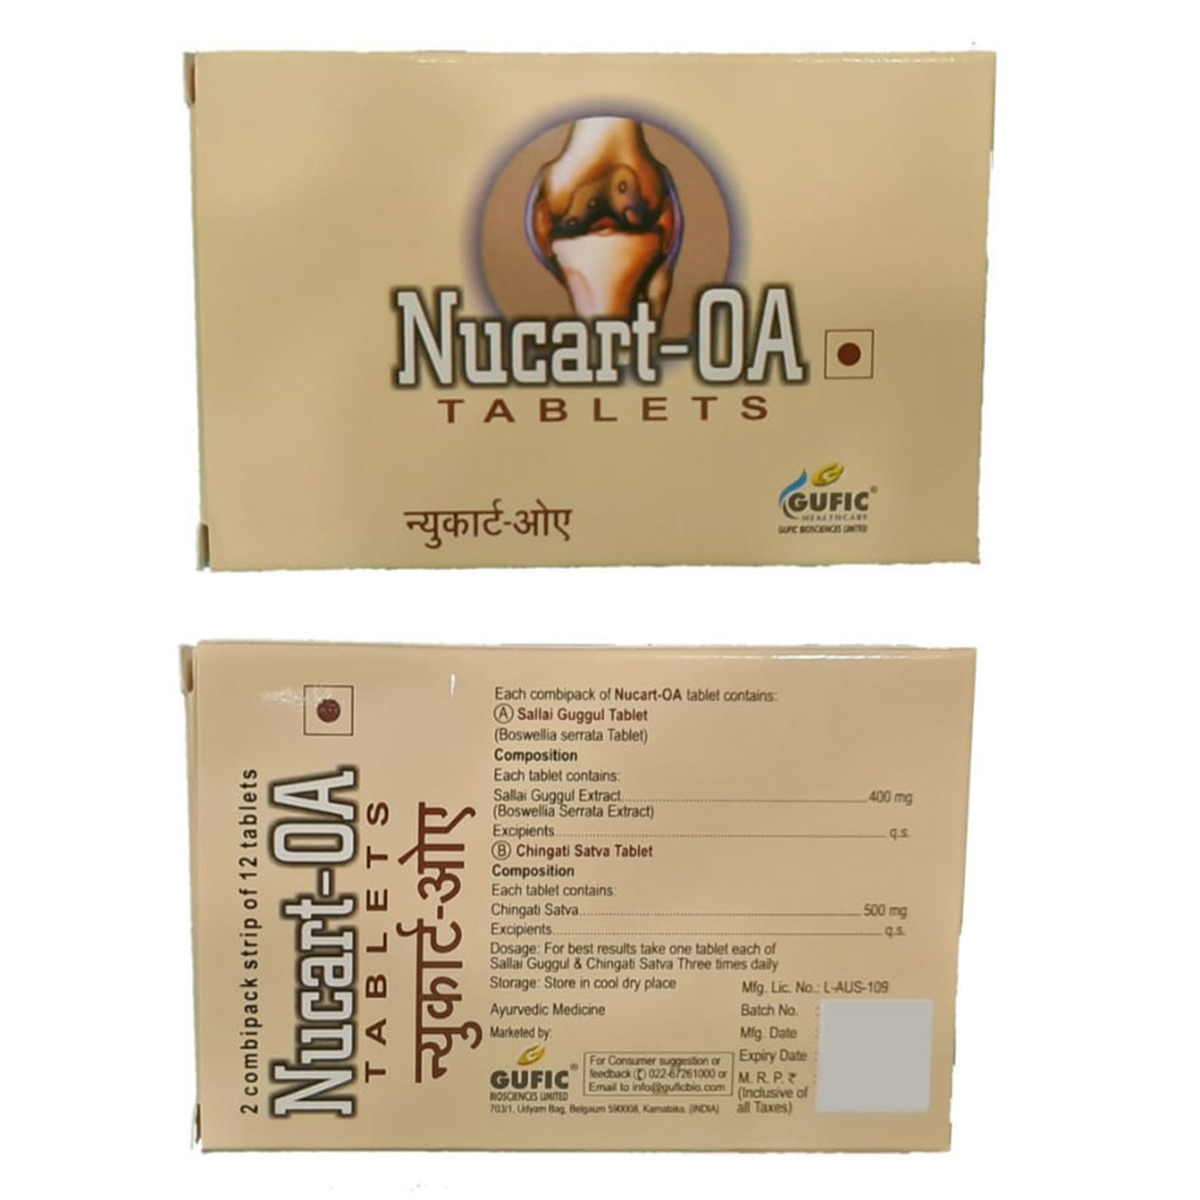 Nucart-OA
TABLETS
न्युकार्ट-ओए
GUFIC®
HEALTHCARE
GUFIC BIOSCIENCES LIMITED
2 combipack strip of 12 tablets
Nucart-OA
TABLETS
न्युकार्ट-ओए
Each combipack of Nucart-OA tablet contains:
Ⓐ Sallai Guggul Tablet
(Boswellia serrata Tablet)
Composition
Each tablet contains:
Sallai Guggul Extract............400 mg
(Boswellia Serrata Extract)
Excipients............q.s.
Ⓑ Chingati Satva Tablet
Composition
Each tablet contains:
Chingati Satva............500 mg
Excipients............q.s.
Dosage: For best results take one tablet each of
Sallai Guggul & Chingati Satva Three times daily
Storage: Store in cool dry place
Ayurvedic Medicine
Marketed by:
GUFIC®
BIOSCIENCES LIMITED
703/1, Udyam Bag, Belgaum 590008, Karnataka, (INDIA)
For Consumer suggestion or
feedback ✆ 022-67261000 or
Email to info@guficbio.com
Mfg. Lic. No.: L-AUS-109
Batch No. :
Mfg. Date :
Expiry Date :
M. R. P. ₹ :
(Inclusive of
all Taxes)